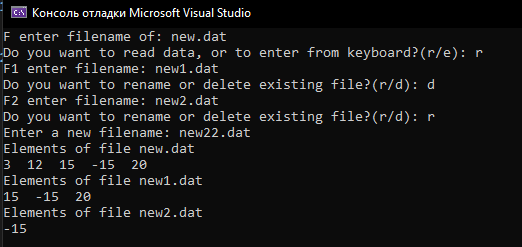 Консоль отладки Microsoft Visual Studio
F enter filename of: new.dat
Do you want to read data, or to enter from keyboard?(r/e): r
F1 enter filename: new1.dat
Do you want to rename or delete existing file?(r/d): d
F2 enter filename: new2.dat
Do you want to rename or delete existing file?(r/d): r
Enter a new filename: new22.dat
Elements of file new.dat
3  12  15  -15  20
Elements of file new1.dat
15  -15  20
Elements of file new2.dat
-15